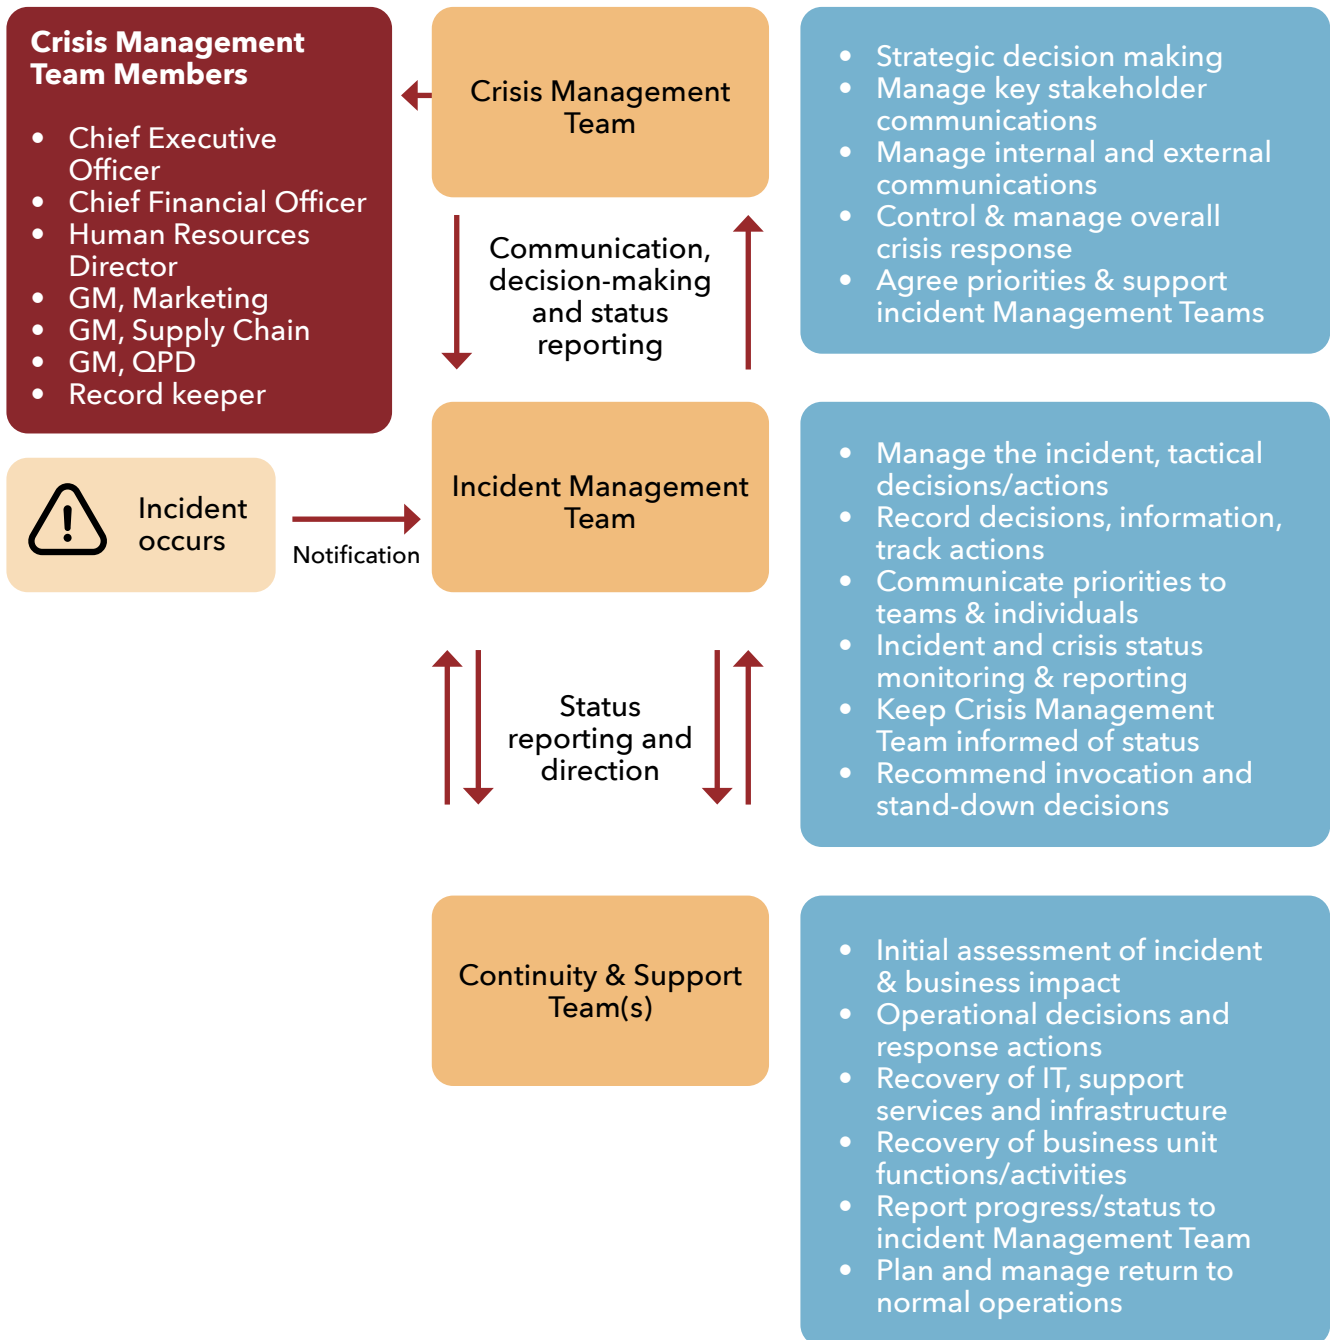 Crisis Management
Team Members
• Chief Executive
Officer
• Chief Financial Officer
• Human Resources
Director
• GM, Marketing
• GM, Supply Chain
• GM, QPD
• Record keeper
Crisis Management
Team
• Strategic decision making
• Manage key stakeholder
communications
• Manage internal and external
communications
• Control & manage overall
crisis response
• Agree priorities & support
incident Management Teams
Communication,
decision-making
and status
reporting
Incident
occurs
Notification
Incident Management
Team
• Manage the incident, tactical
decisions/actions
• Record decisions, information,
track actions
• Communicate priorities to
teams & individuals
• Incident and crisis status
monitoring & reporting
• Keep Crisis Management
Team informed of status
• Recommend invocation and
stand-down decisions
Status
reporting and
direction
Continuity & Support
Team(s)
• Initial assessment of incident
& business impact
• Operational decisions and
response actions
• Recovery of IT, support
services and infrastructure
• Recovery of business unit
functions/activities
• Report progress/status to
incident Management Team
• Plan and manage return to
normal operations